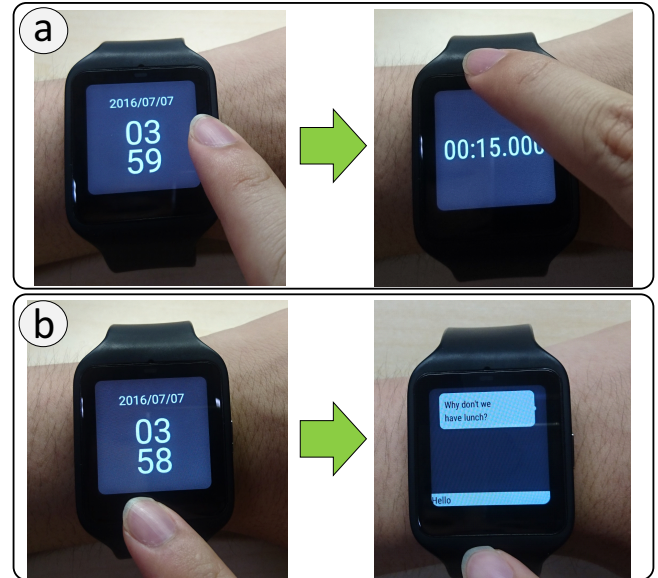 a
2016/07/07
03
59
00:15.000
b
2016/07/07
03
58
Why don't we
have lunch?
Hello